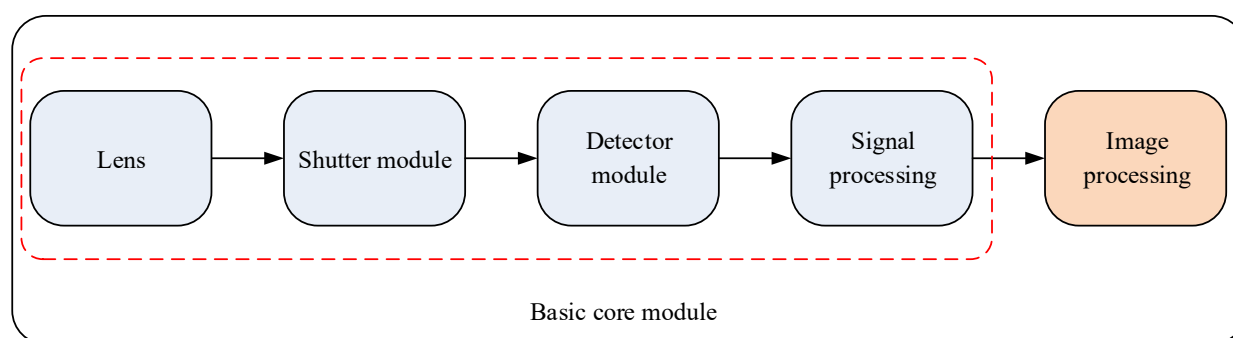 Lens
Shutter module
Detector
module
Signal
processing
Image
processing
Basic core module